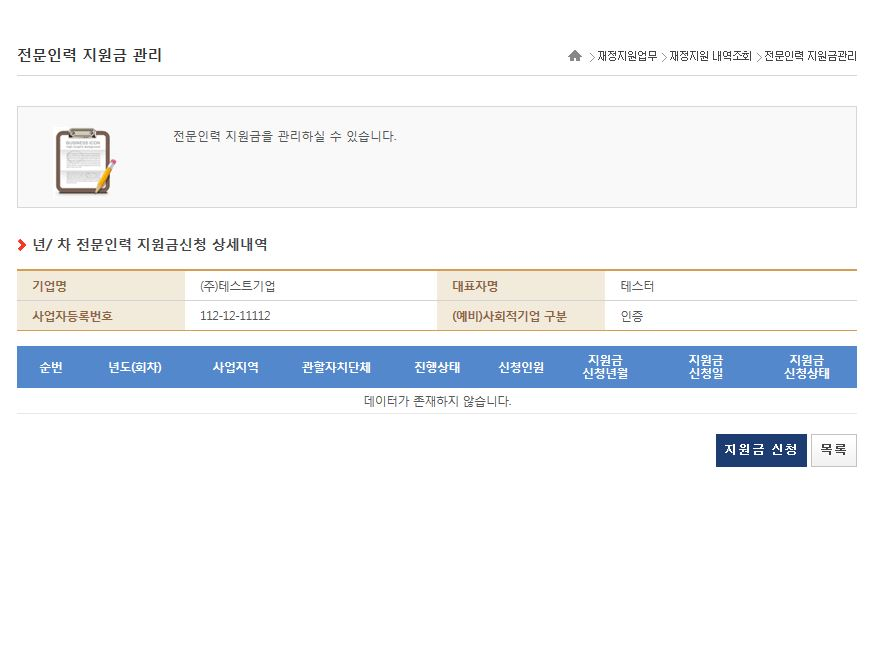 전문인력 지원금 관리
재정지원업무 > 재정지원 내역조회 > 전문인력 지원금관리
BUSINESS ICON
전문인력 지원금을 관리하실 수 있습니다.
년/ 차 전문인력 지원금신청 상세내역
기업명 (주)테스트기업 대표자명 테스터
사업자등록번호 112-12-11112 (예비)사회적기업 구분 인증
순번 년도(회차) 사업지역 관할자치단체 진행상태 신청인원 지원금 신청년월 지원금 신청일 지원금 신청상태
데이터가 존재하지 않습니다.
지원금 신청 목록